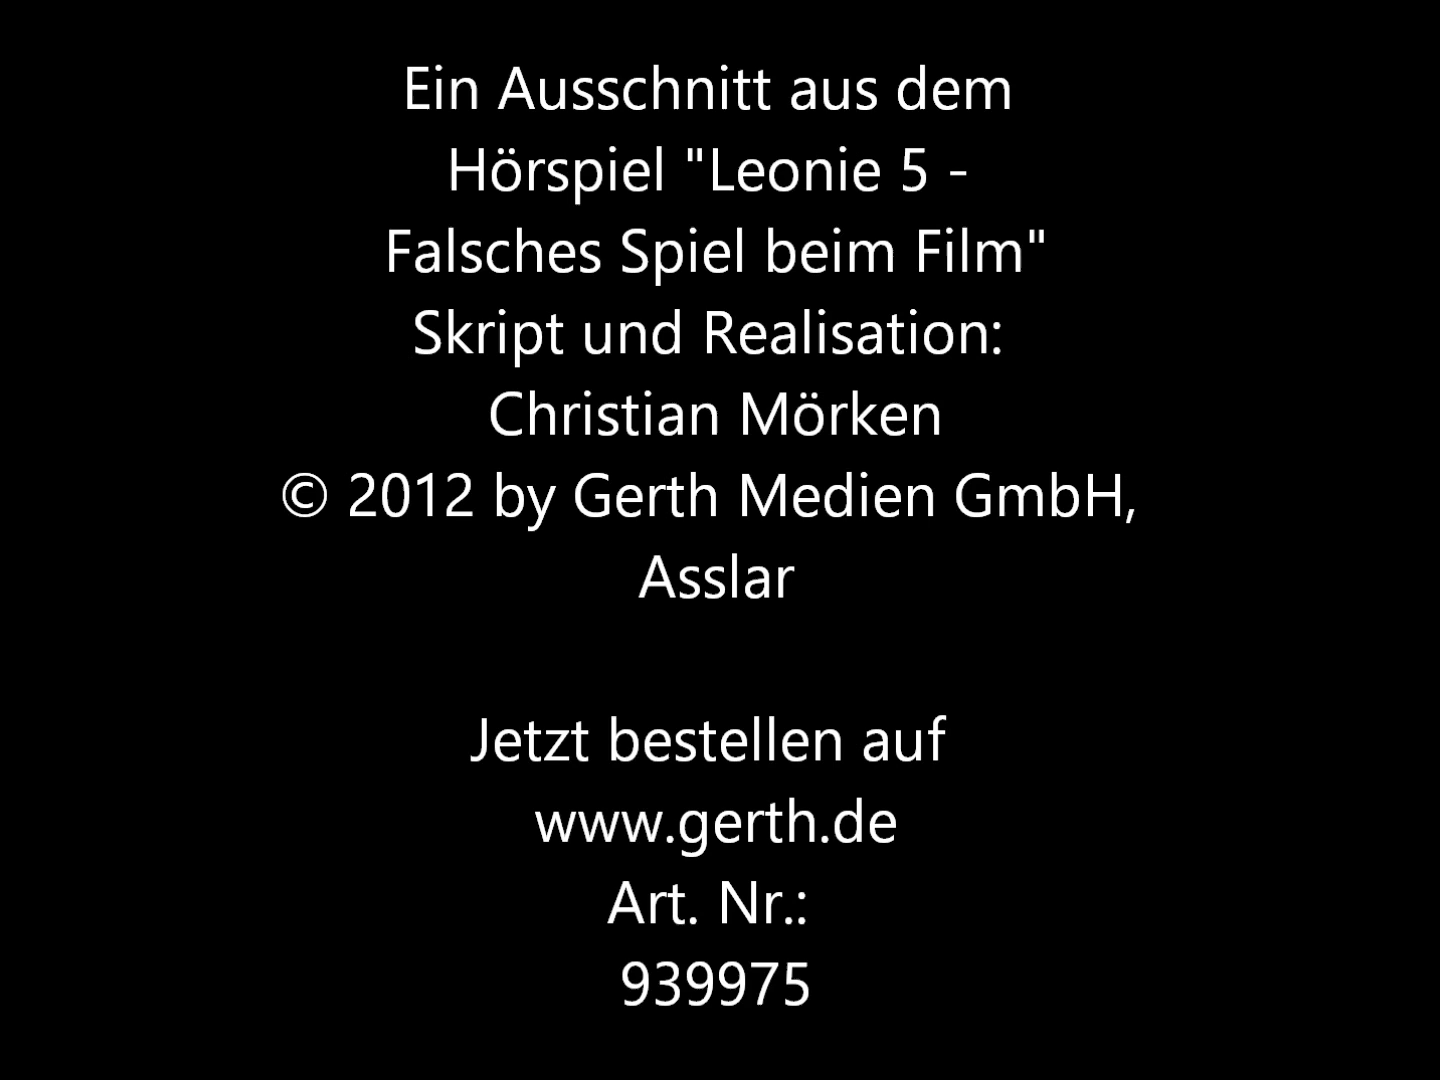 Ein Ausschnitt aus dem
Hörspiel "Leonie 5 -
Falsches Spiel beim Film"
Skript und Realisation:
Christian Mörken
© 2012 by Gerth Medien GmbH,
Asslar
Jetzt bestellen auf
www.gerth.de
Art. Nr.:
939975